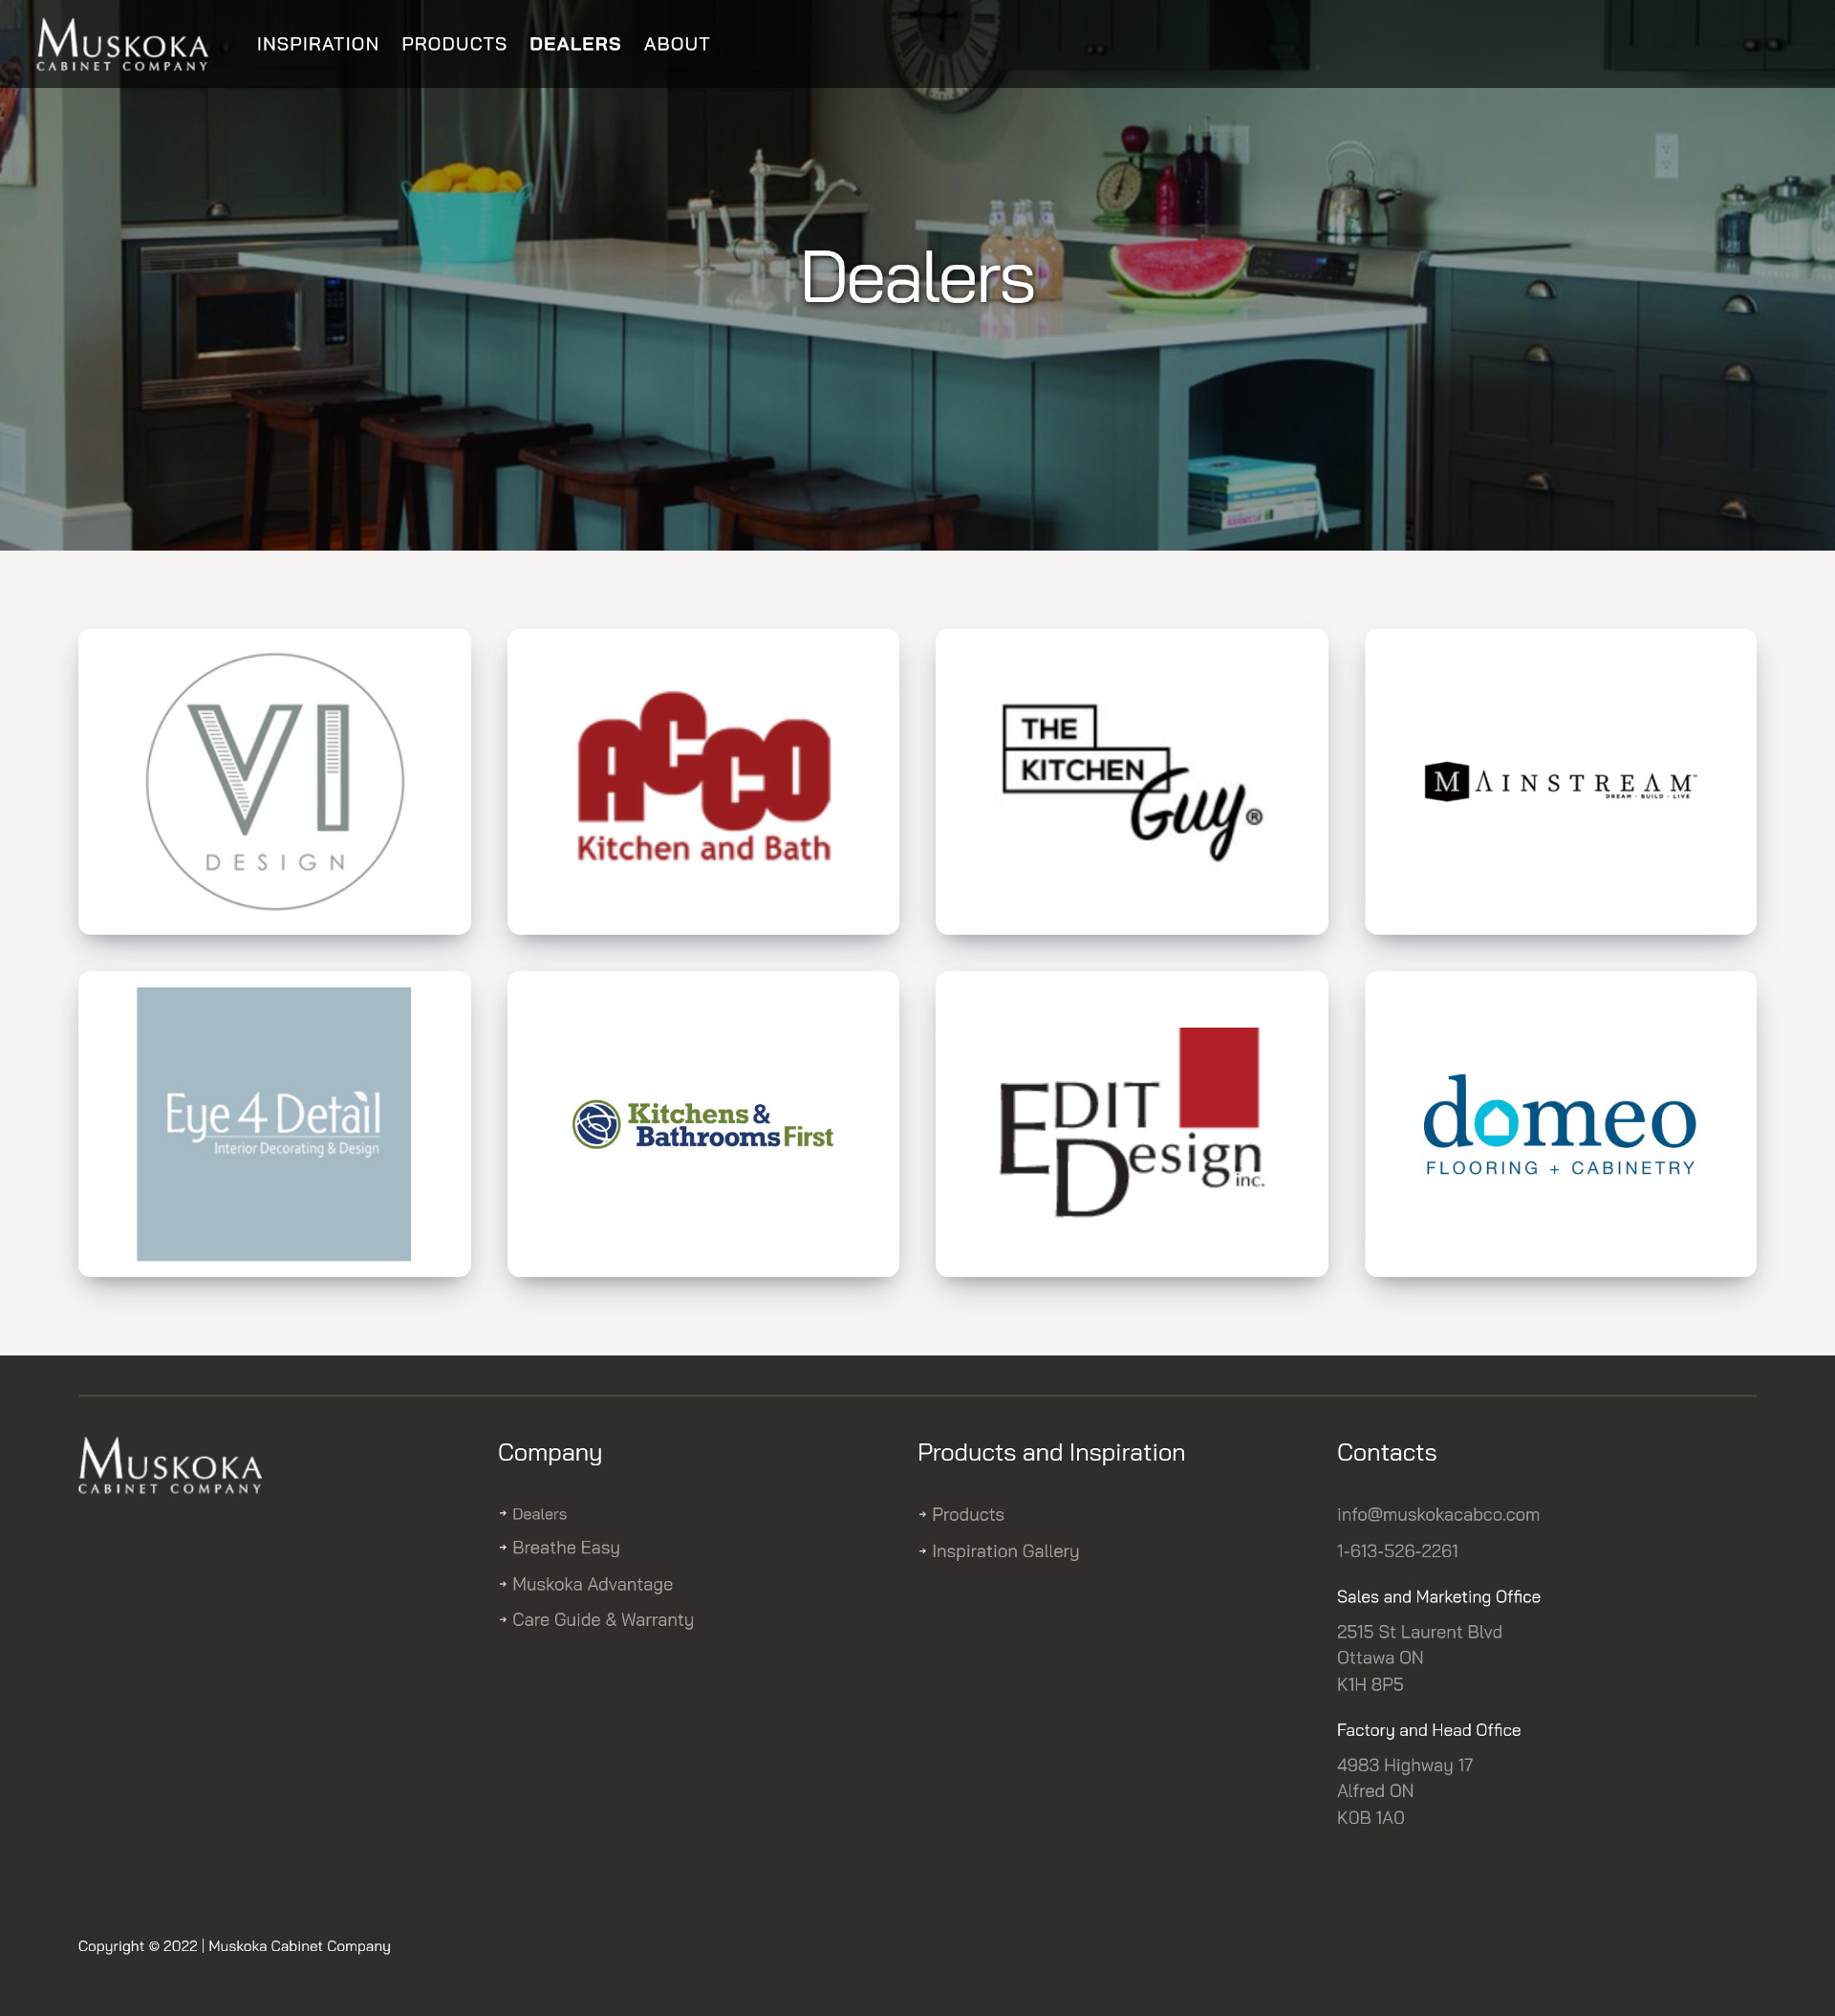 MUSKOKA
CABINET COMPANY
INSPIRATION PRODUCTS DEALERS ABOUT
Dealers
VI
DESIGN
ACCO
Kitchen and Bath
THE
KITCHEN
Guy®
MAINSTREAM™
DREAM · BUILD · LIVE
Eye 4 Detail
Interior Decorating & Design
Kitchens &
Bathrooms First
EDIT
Design
inc.
domeo
FLOORING + CABINETRY
MUSKOKA
CABINET COMPANY
Company
Dealers
Breathe Easy
Muskoka Advantage
Care Guide & Warranty
Products and Inspiration
Products
Inspiration Gallery
Contacts
info@muskokacabco.com
1-613-526-2261
Sales and Marketing Office
2515 St Laurent Blvd
Ottawa ON
K1H 8P5
Factory and Head Office
4983 Highway 17
Alfred ON
K0B 1A0
Copyright © 2022 | Muskoka Cabinet Company